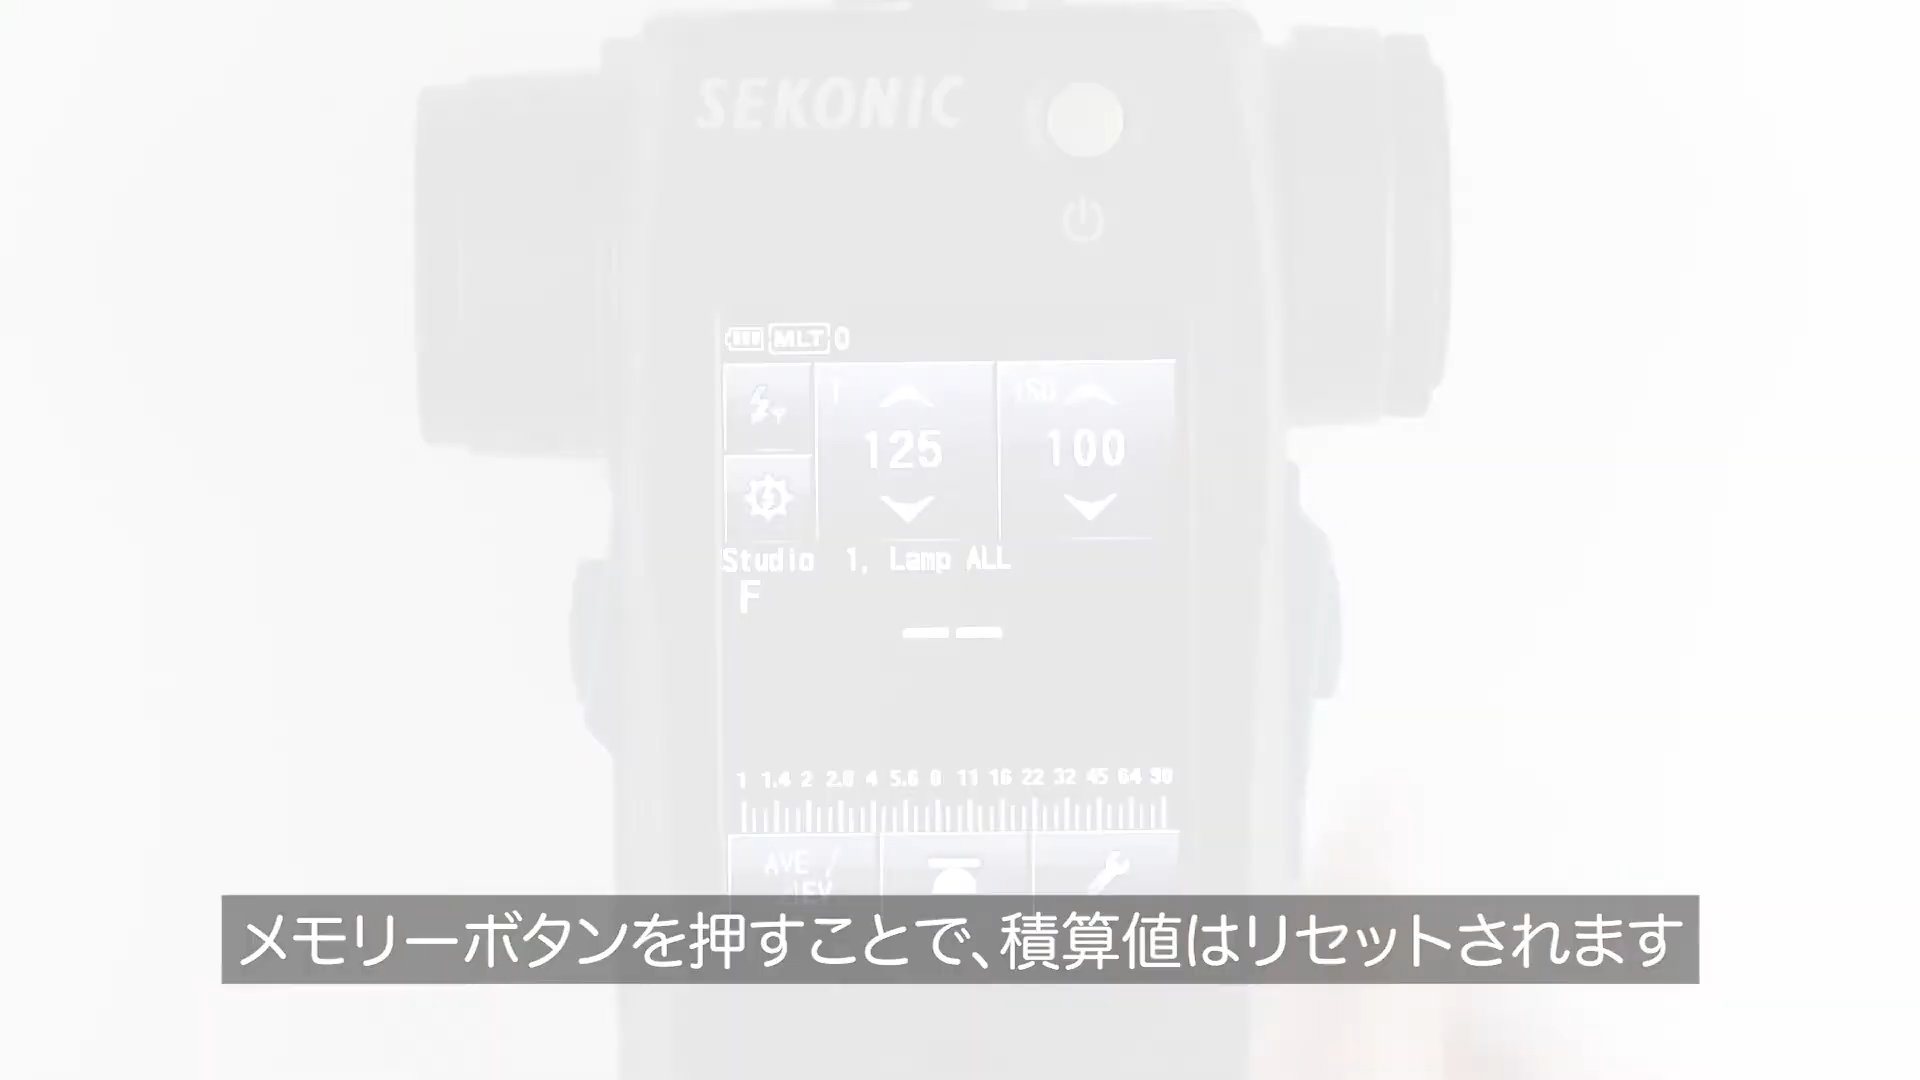 SEKONIC
MLT 0
T
ISO
125
100
Studio 1, Lamp ALL
F
1 1.4 2 2.8 4 5.6 8 11 16 22 32 45 64 90
AVE /
⊿EV
メモリーボタンを押すことで、積算値はリセットされます